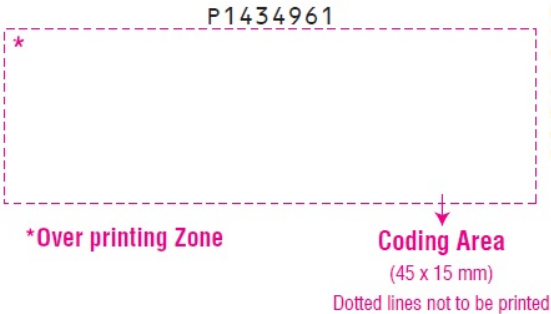 P1434961
*
*Over printing Zone
Coding Area
(45 x 15 mm)
Dotted lines not to be printed